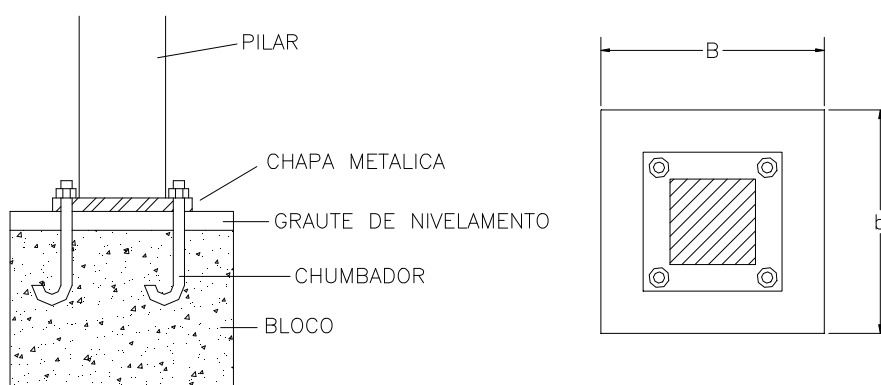 PILAR
B
CHAPA METALICA
GRAUTE DE NIVELAMENTO
CHUMBADOR
BLOCO